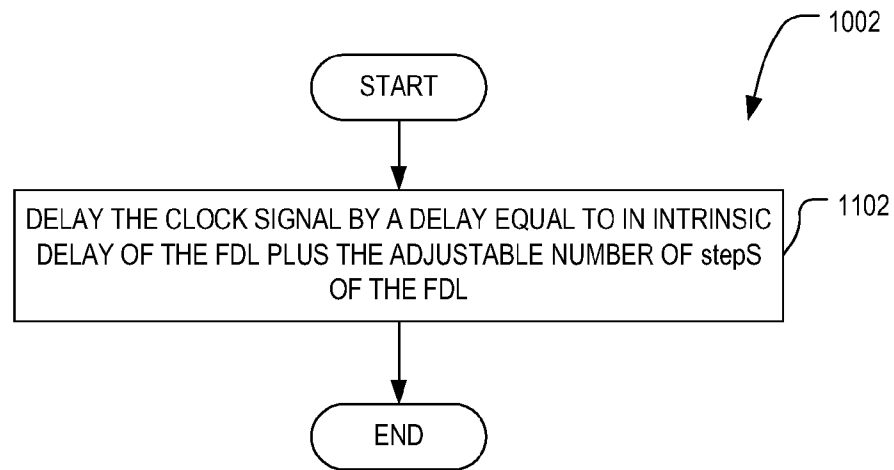 1002
START
DELAY THE CLOCK SIGNAL BY A DELAY EQUAL TO IN INTRINSIC
DELAY OF THE FDL PLUS THE ADJUSTABLE NUMBER OF stepS
OF THE FDL
1102
END